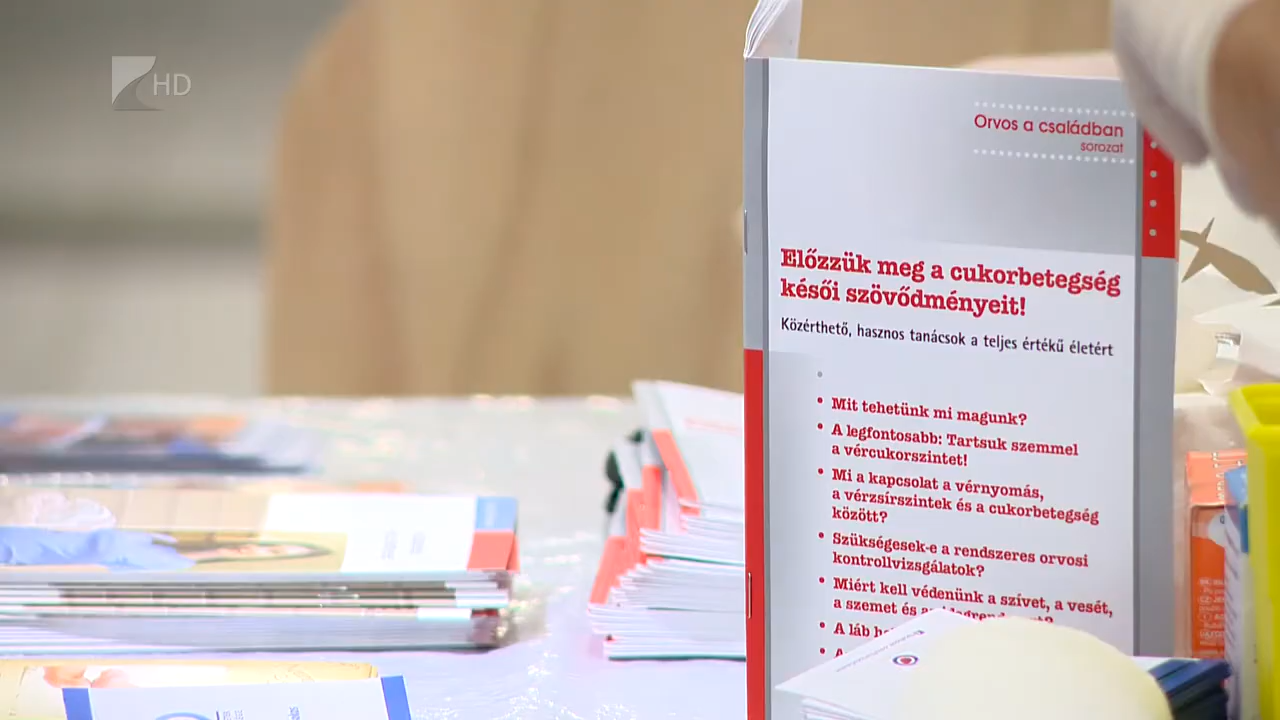 HD
Orvos a családban
sorozat
Előzzük meg a cukorbetegség
késői szövődményeit!
Közérthető, hasznos tanácsok a teljes értékű életért
• Mit tehetünk mi magunk?
• A legfontosabb: Tartsuk szemmel
a vércukorszintet!
• Mi a kapcsolat a vérnyomás,
a vérzsírszintek és a cukorbetegség
között?
• Szükségesek-e a rendszeres orvosi
kontrollvizsgálatok?
• Miért kell védenünk a szívet, a vesét,
a szemet és
• A láb
• A